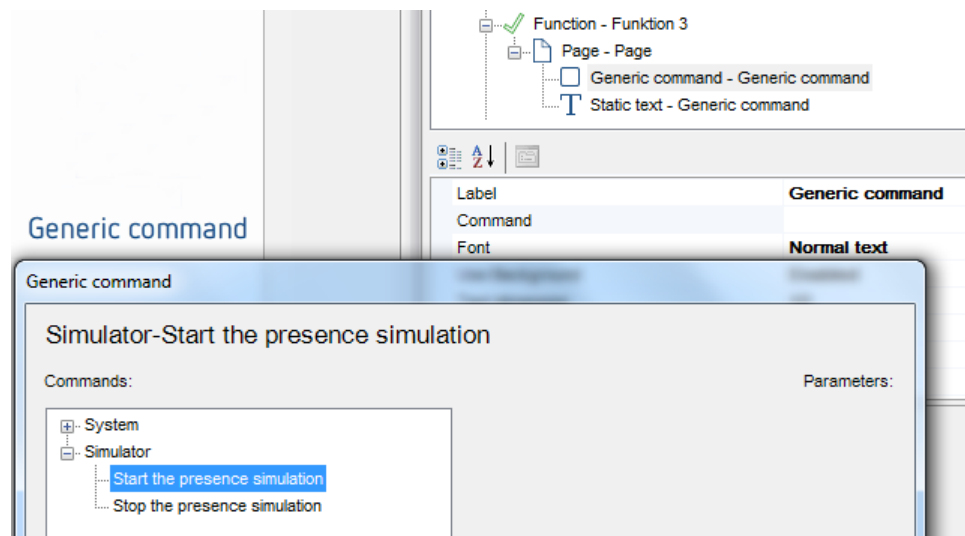 Function - Funktion 3
Page - Page
Generic command - Generic command
T Static text - Generic command
A
Z
Label Generic command
Command
Font Normal text
Generic command
Generic command
Simulator-Start the presence simulation
Commands: Parameters:
System
Simulator
Start the presence simulation
Stop the presence simulation